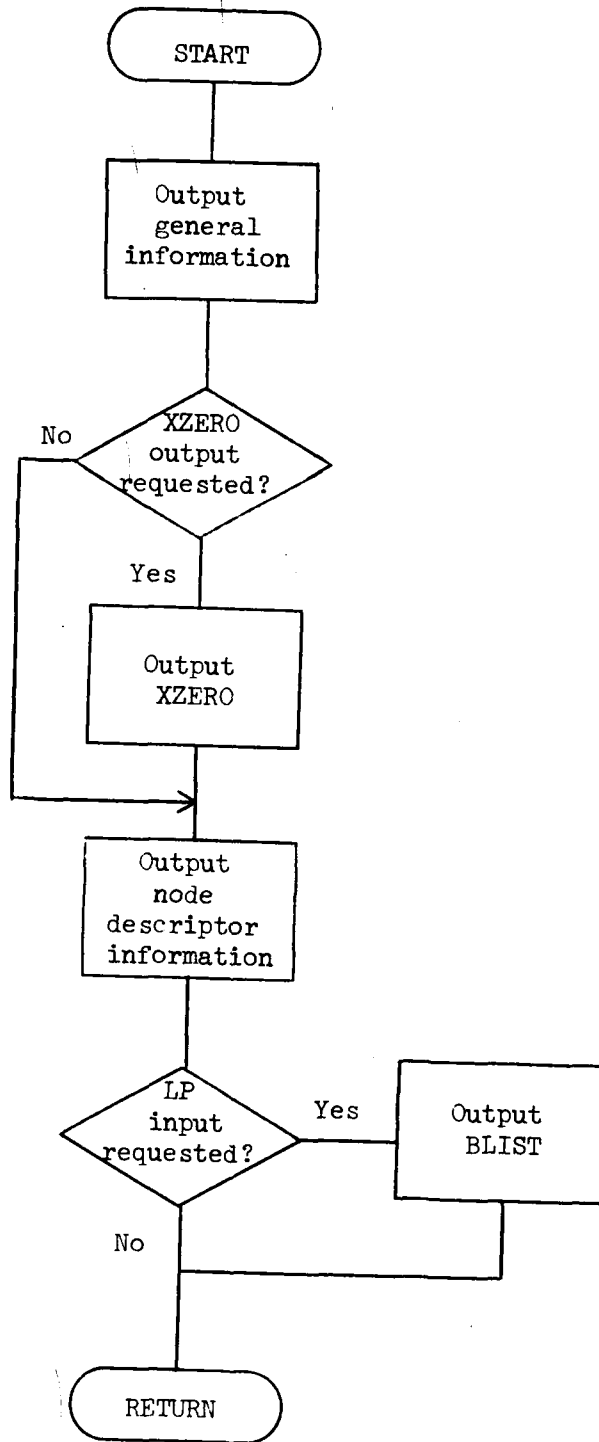 START
Output
general
information
XZERO
output
requested?
No
Yes
Output
XZERO
Output
node
descriptor
information
LP
input
requested?
Yes
Output
BLIST
No
RETURN